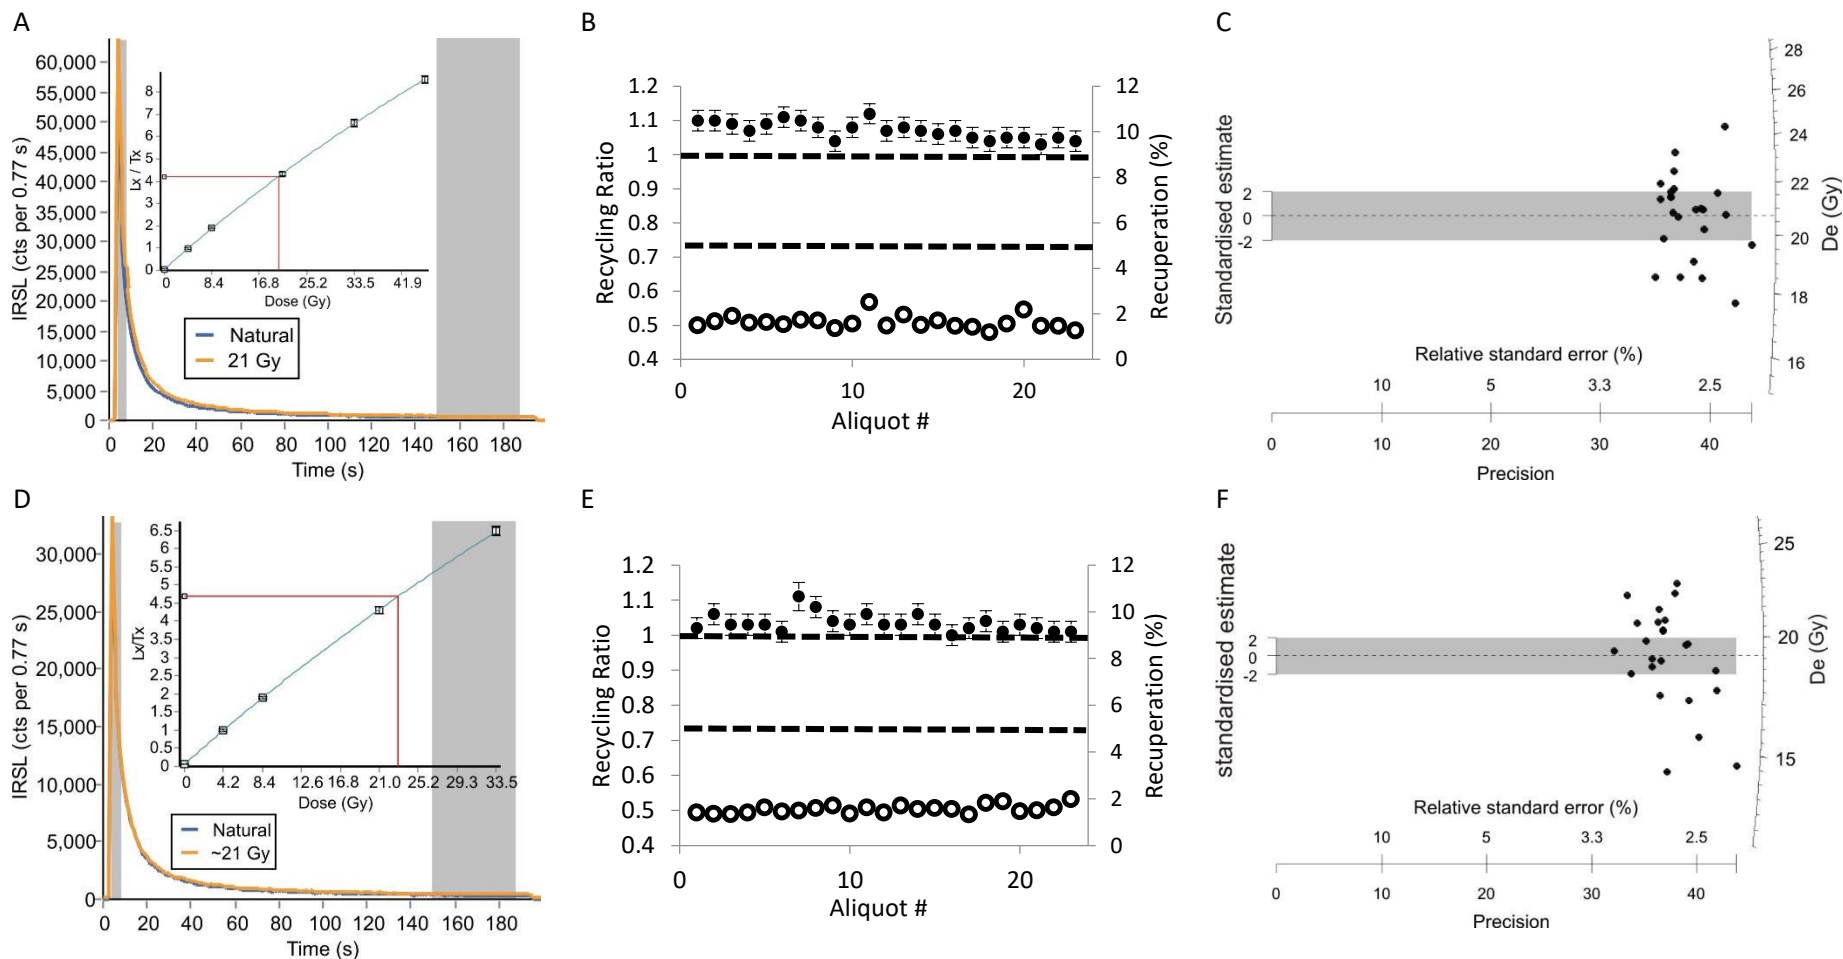 A
IRSL (cts per 0.77 s)
60,000
55,000
50,000
45,000
40,000
35,000
30,000
25,000
20,000
15,000
10,000
5,000
0
0 20 40 60 80 100 120 140 160 180
Time (s)
Lx / Tx
8
7
6
5
4
3
2
1
0
0 8.4 16.8 25.2 33.5 41.9
Dose (Gy)
Natural
21 Gy
B
Recycling Ratio
1.2
1.1
1
0.9
0.8
0.7
0.6
0.5
0.4
12
10
8
6
4
2
0
Recuperation (%)
0 10 20
Aliquot #
C
Standardised estimate
2
0
-2
28
26
24
22
20
18
16
De (Gy)
Relative standard error (%)
10 5 3.3 2.5
0 10 20 30 40
Precision
D
IRSL (cts per 0.77 s)
30,000
25,000
20,000
15,000
10,000
5,000
0
0 20 40 60 80 100 120 140 160 180
Time (s)
Lx/Tx
6.5
6
5.5
5
4.5
4
3.5
3
2.5
2
1.5
1
0.5
0
0 4.2 8.4 12.6 16.8 21.0 25.2 29.3 33.5
Dose (Gy)
Natural
~21 Gy
E
Recycling Ratio
1.2
1.1
1
0.9
0.8
0.7
0.6
0.5
0.4
12
10
8
6
4
2
0
Recuperation (%)
0 10 20
Aliquot #
F
standardised estimate
2
0
-2
25
20
15
De (Gy)
Relative standard error (%)
10 5 3.3 2.5
0 10 20 30 40
Precision